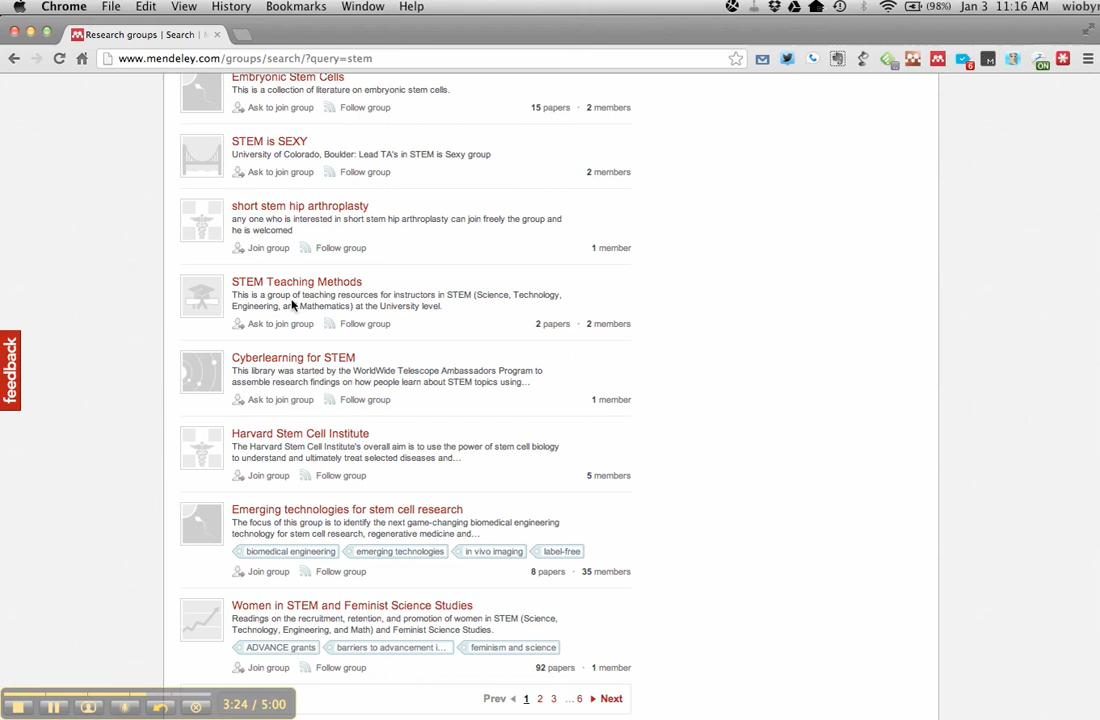 Chrome File Edit View History Bookmarks Window Help (98%) Jan 3 11:16 AM wiobyr
Research groups | Search |
www.mendeley.com/groups/search/?query=stem
6
ON
Embryonic Stem Cells
This is a collection of literature on embryonic stem cells.
Ask to join group Follow group 15 papers · 2 members
STEM is SEXY
University of Colorado, Boulder: Lead TA's in STEM is Sexy group
Ask to join group Follow group 2 members
short stem hip arthroplasty
any one who is interested in short stem hip arthroplasty can join freely the group and
he is welcomed
Join group Follow group 1 member
STEM Teaching Methods
This is a group of teaching resources for instructors in STEM (Science, Technology,
Engineering, and Mathematics) at the University level.
Ask to join group Follow group 2 papers · 2 members
Cyberlearning for STEM
This library was started by the WorldWide Telescope Ambassadors Program to
assemble research findings on how people learn about STEM topics using...
Ask to join group Follow group 1 member
feedback
Harvard Stem Cell Institute
The Harvard Stem Cell Institute's overall aim is to use the power of stem cell biology
to understand and ultimately treat selected diseases and...
Join group Follow group 5 members
Emerging technologies for stem cell research
The focus of this group is to identify the next game-changing biomedical engineering
technology for stem cell research, regenerative medicine and...
biomedical engineering emerging technologies in vivo imaging label-free
Join group Follow group 8 papers · 35 members
Women in STEM and Feminist Science Studies
Readings on the recruitment, retention, and promotion of women in STEM (Science,
Technology, Engineering, and Math) and Feminist Science Studies.
ADVANCE grants barriers to advancement i... feminism and science
Join group Follow group 92 papers · 1 member
Prev 1 2 3 ... 6 Next
3:24 / 5:00